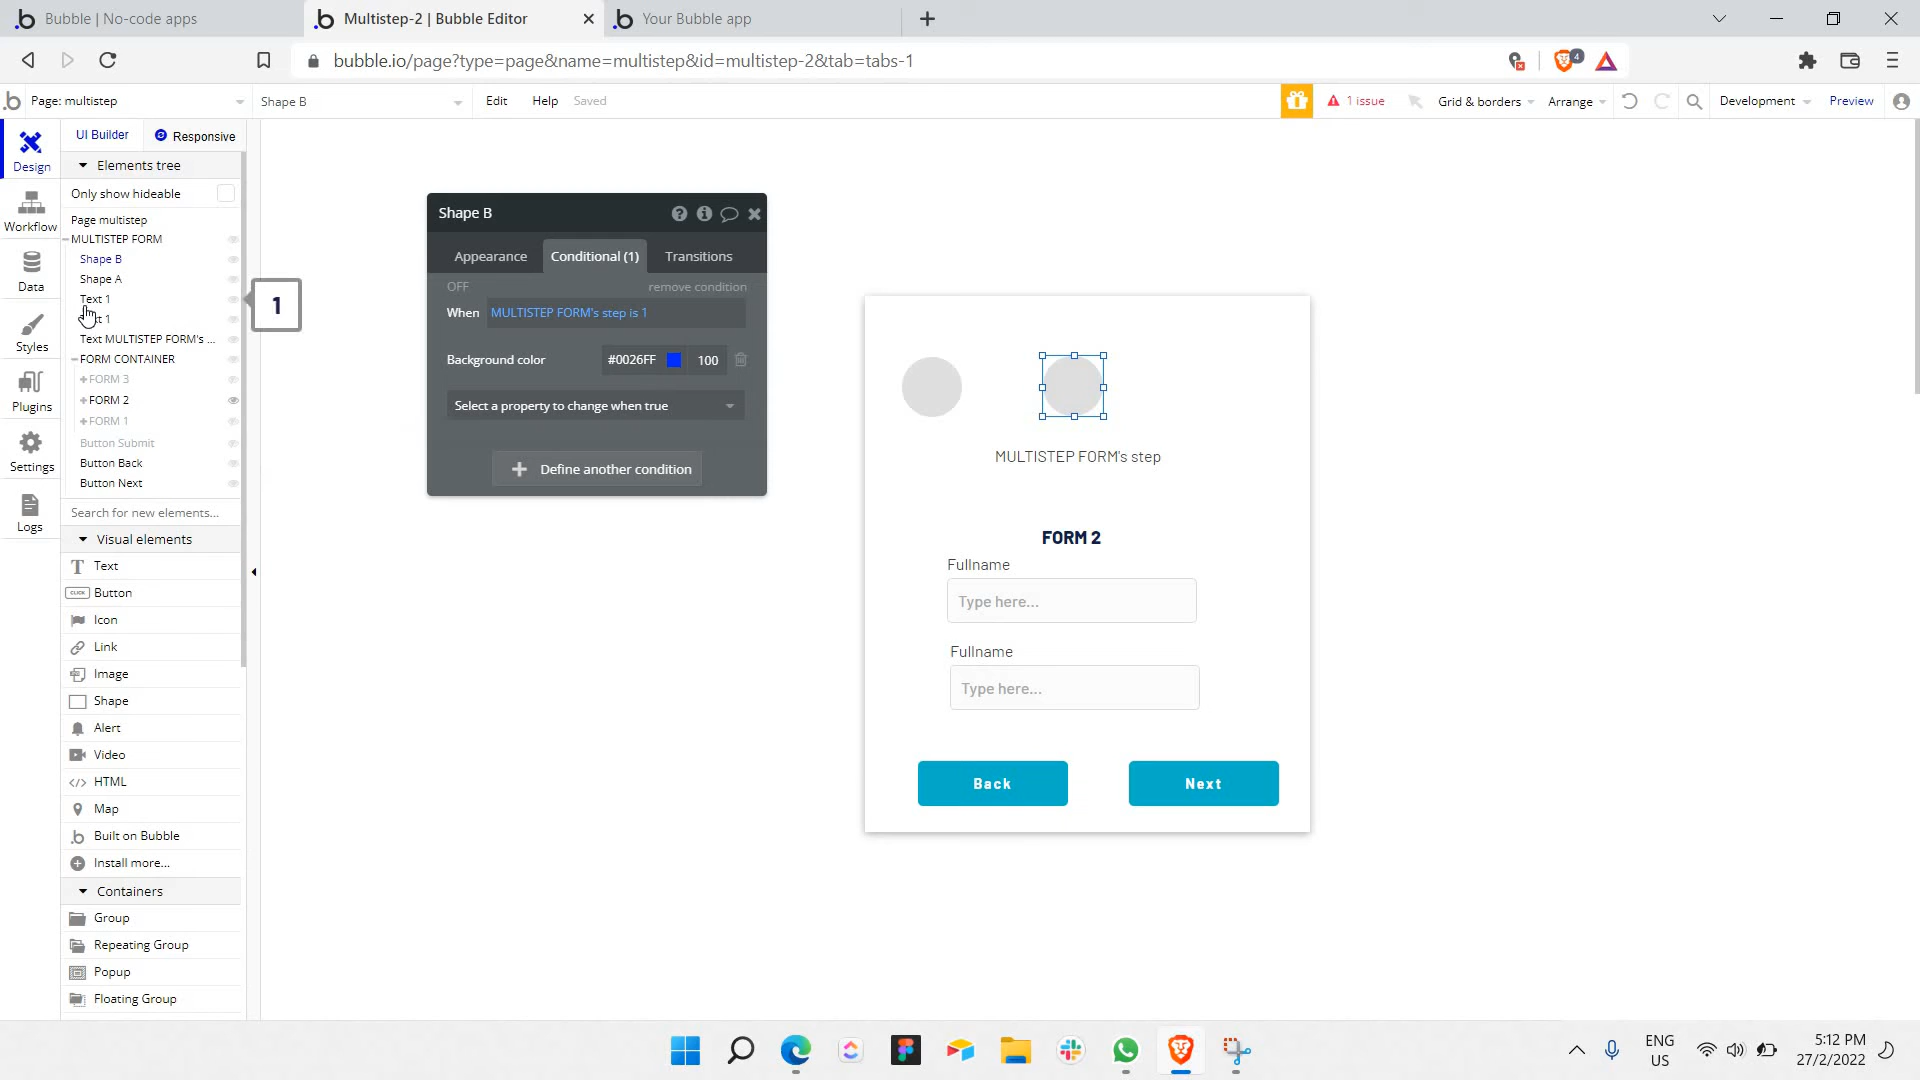 Bubble | No-code apps
Multistep-2 | Bubble Editor
Your Bubble app
bubble.io/page?type=page&name=multistep&id=multistep-2&tab=tabs-1
4
Page: multistep
Shape B
Edit
Help
Saved
1 issue
Grid & borders
Arrange
Development
Preview
Design
Workflow
Data
Styles
Plugins
Settings
Logs
UI Builder
Responsive
Elements tree
Only show hideable
Page multistep
MULTISTEP FORM
Shape B
Shape A
Text 1
xt 1
Text MULTISTEP FORM's ...
FORM CONTAINER
FORM 3
FORM 2
FORM 1
Button Submit
Button Back
Button Next
Search for new elements...
Visual elements
Text
CLICK
Button
Icon
Link
Image
Shape
Alert
Video
</> HTML
Map
Built on Bubble
Install more...
Containers
Group
Repeating Group
Popup
Floating Group
1
Shape B
Appearance
Conditional (1)
Transitions
OFF
remove condition
When
MULTISTEP FORM's step is 1
Background color
#0026FF
100
Select a property to change when true
Define another condition
MULTISTEP FORM's step
FORM 2
Fullname
Type here...
Fullname
Type here...
Back
Next
ENG
US
5:12 PM
27/2/2022